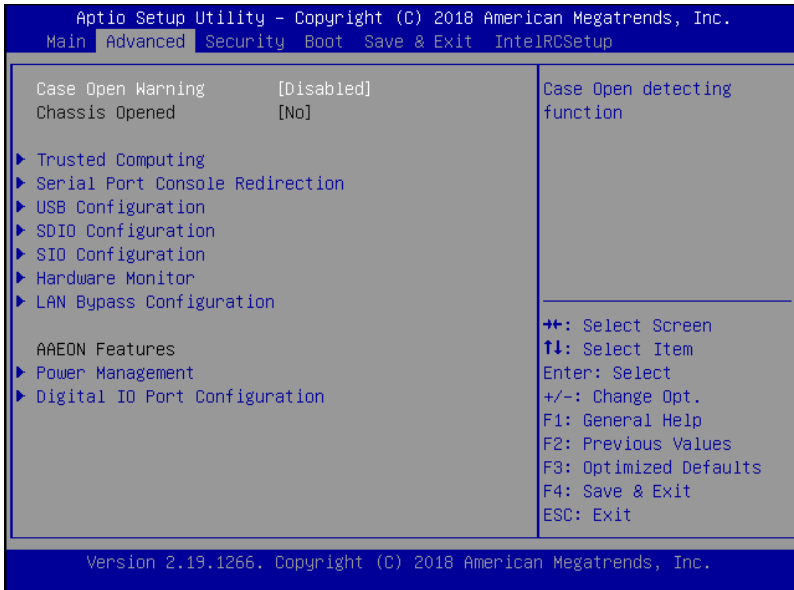 Aptio Setup Utility – Copyright (C) 2018 American Megatrends, Inc.
Main Advanced Security Boot Save & Exit IntelRCSetup
Case Open Warning [Disabled]
Chassis Opened [No]
▶ Trusted Computing
▶ Serial Port Console Redirection
▶ USB Configuration
▶ SDIO Configuration
▶ SIO Configuration
▶ Hardware Monitor
▶ LAN Bypass Configuration
AAEON Features
▶ Power Management
▶ Digital IO Port Configuration
Case Open detecting
function
→←: Select Screen
↑↓: Select Item
Enter: Select
+/-: Change Opt.
F1: General Help
F2: Previous Values
F3: Optimized Defaults
F4: Save & Exit
ESC: Exit
Version 2.19.1266. Copyright (C) 2018 American Megatrends, Inc.